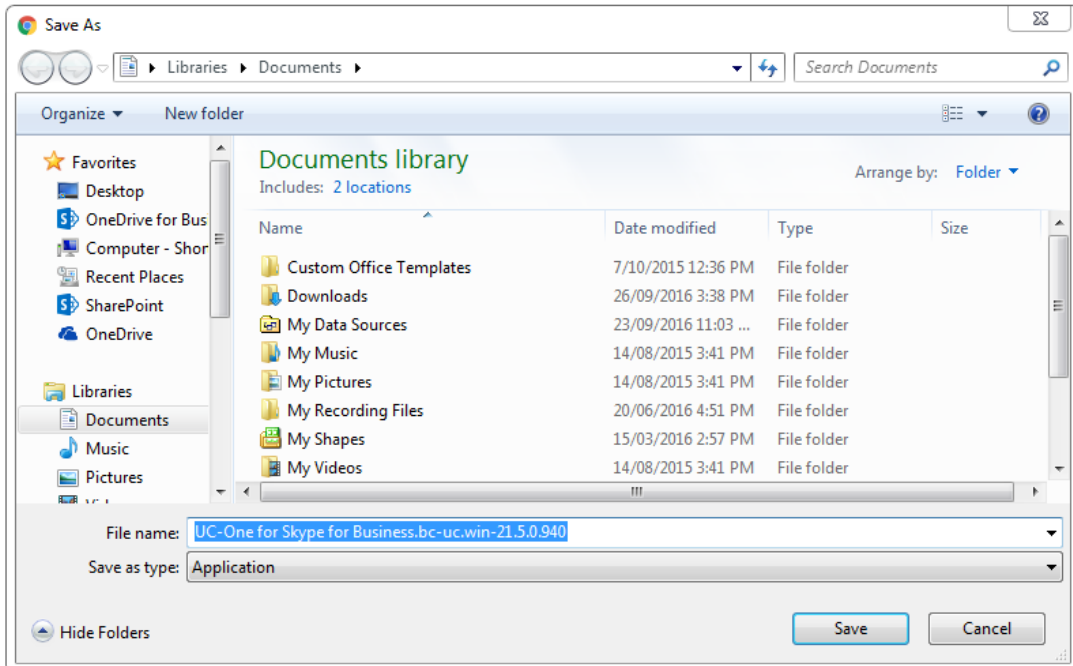 Save As
Libraries Documents
Search Documents
Organize New folder
Favorites
Desktop
OneDrive for Bus
Computer - Shor
Recent Places
SharePoint
OneDrive
Libraries
Documents
Music
Pictures
Documents library
Includes: 2 locations
Arrange by: Folder
Name Date modified Type Size
Custom Office Templates 7/10/2015 12:36 PM File folder
Downloads 26/09/2016 3:38 PM File folder
My Data Sources 23/09/2016 11:03 ... File folder
My Music 14/08/2015 3:41 PM File folder
My Pictures 14/08/2015 3:41 PM File folder
My Recording Files 20/06/2016 4:51 PM File folder
My Shapes 15/03/2016 2:57 PM File folder
My Videos 14/08/2015 3:41 PM File folder
File name: UC-One for Skype for Business.bc-uc.win-21.5.0.940
Save as type: Application
Hide Folders
Save Cancel